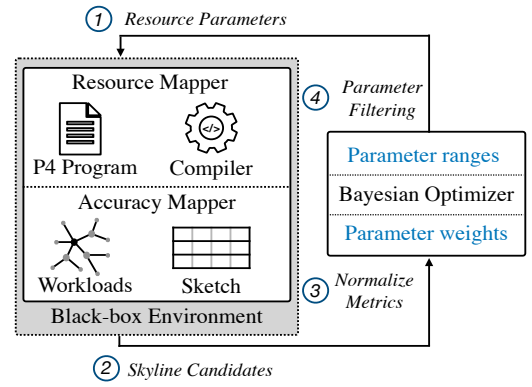 1 Resource Parameters
Resource Mapper
</>
P4 Program
Compiler
Accuracy Mapper
Workloads
Sketch
Black-box Environment
4 Parameter
Filtering
Parameter ranges
Bayesian Optimizer
Parameter weights
3 Normalize
Metrics
2 Skyline Candidates